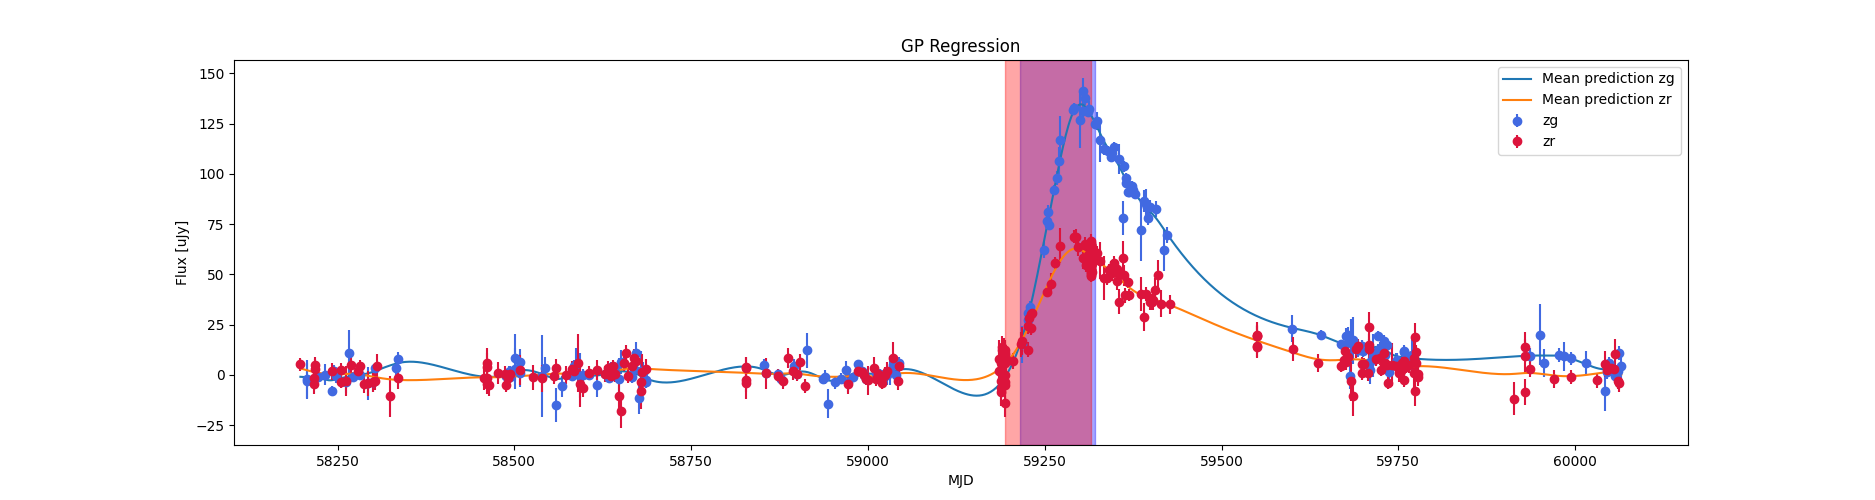 GP Regression
Flux [uJy]
150
125
100
75
50
25
0
−25
58250
58500
58750
59000
59250
59500
59750
60000
MJD
Mean prediction zg
Mean prediction zr
zg
zr